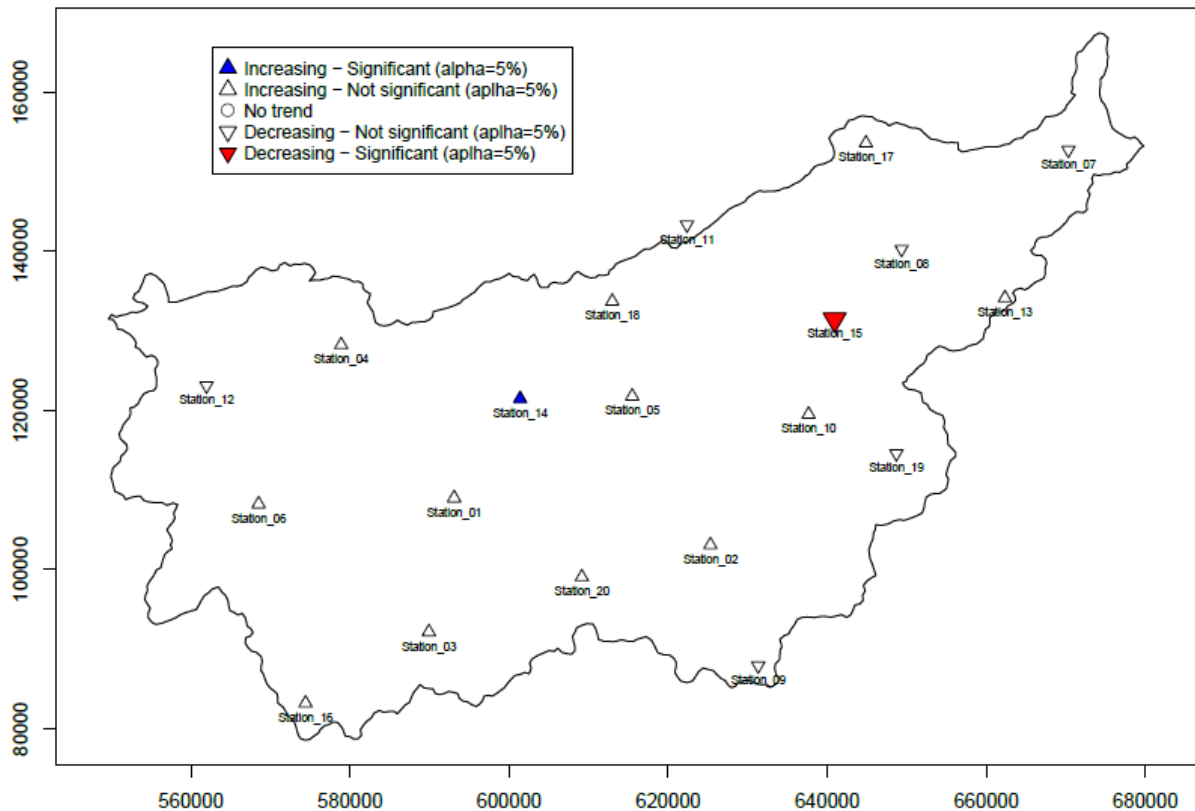 160000
140000
120000
100000
80000
Increasing − Significant (alpha=5%)
Increasing − Not significant (aplha=5%)
No trend
Decreasing − Not significant (aplha=5%)
Decreasing − Significant (aplha=5%)
Station_17
Station_07
Station_11
Station_08
Station_18
Station_13
Station_15
Station_04
Station_12
Station_14
Station_05
Station_10
Station_19
Station_06
Station_01
Station_02
Station_20
Station_03
Station_09
Station_16
560000
580000
600000
620000
640000
660000
680000